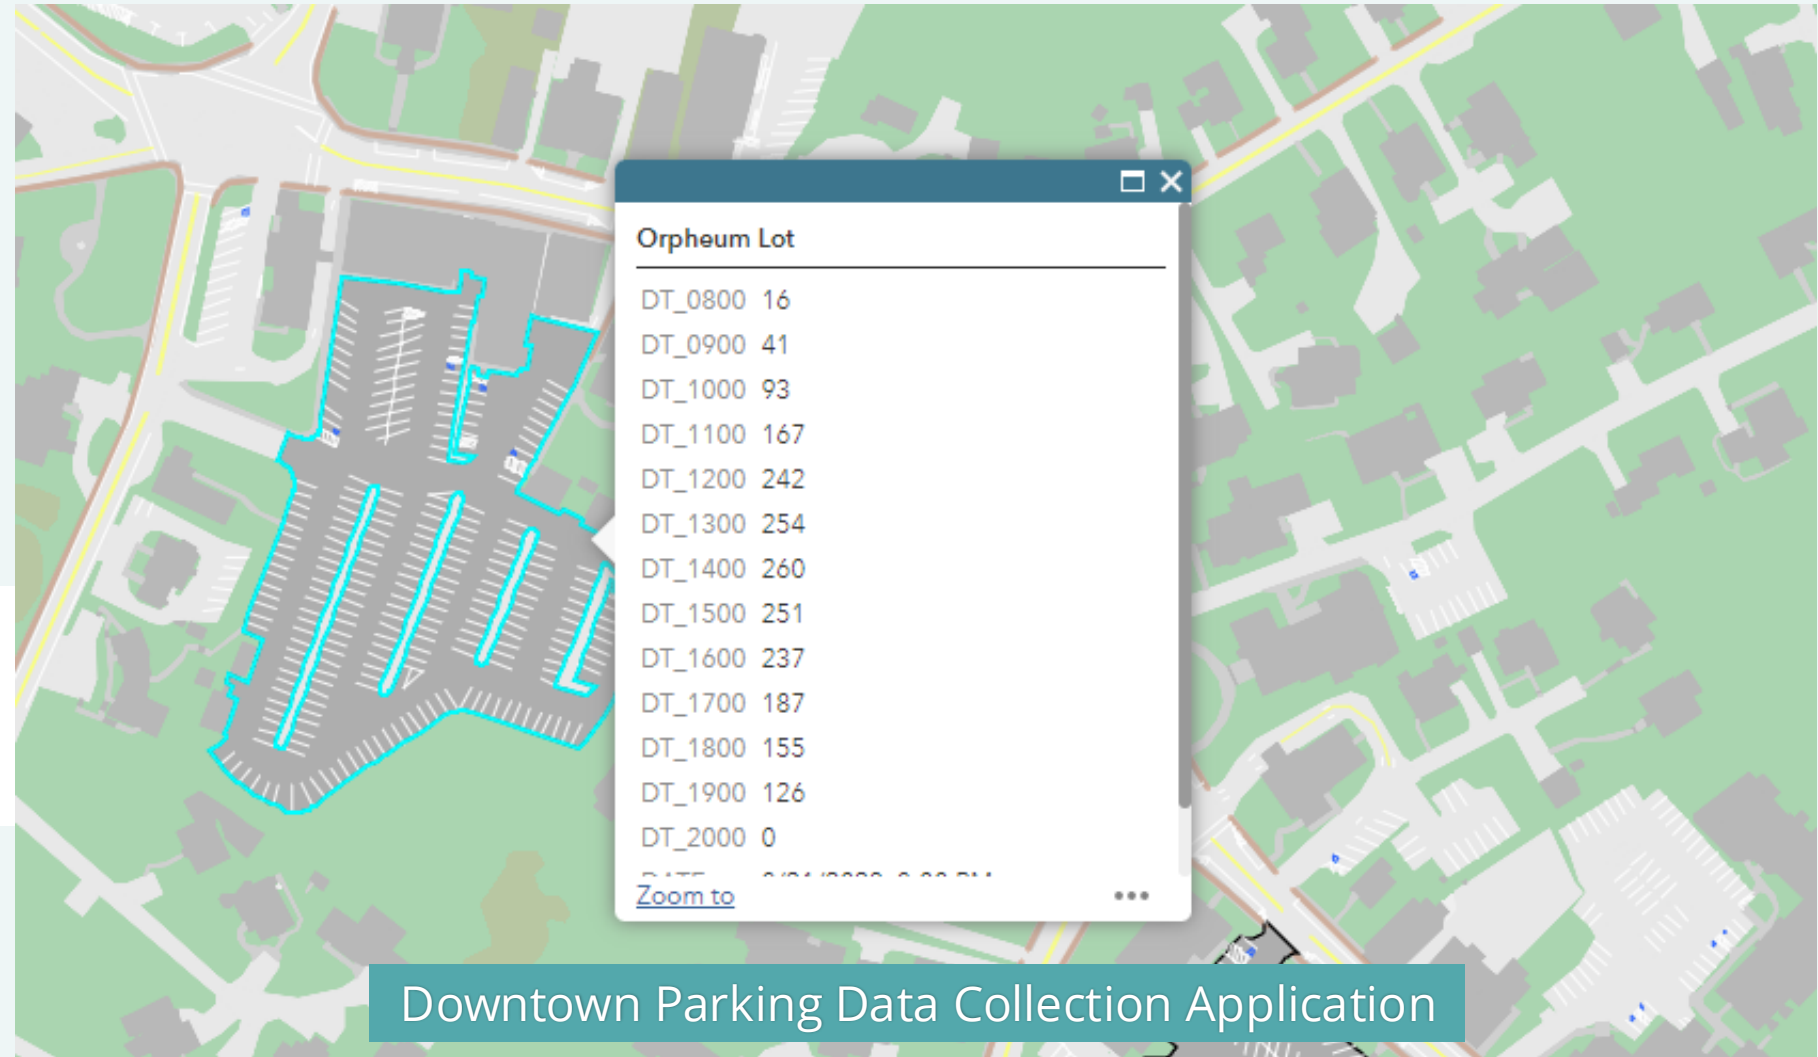 Orpheum Lot
DT_0800 16
DT_0900 41
DT_1000 93
DT_1100 167
DT_1200 242
DT_1300 254
DT_1400 260
DT_1500 251
DT_1600 237
DT_1700 187
DT_1800 155
DT_1900 126
DT_2000 0
Zoom to
Downtown Parking Data Collection Application